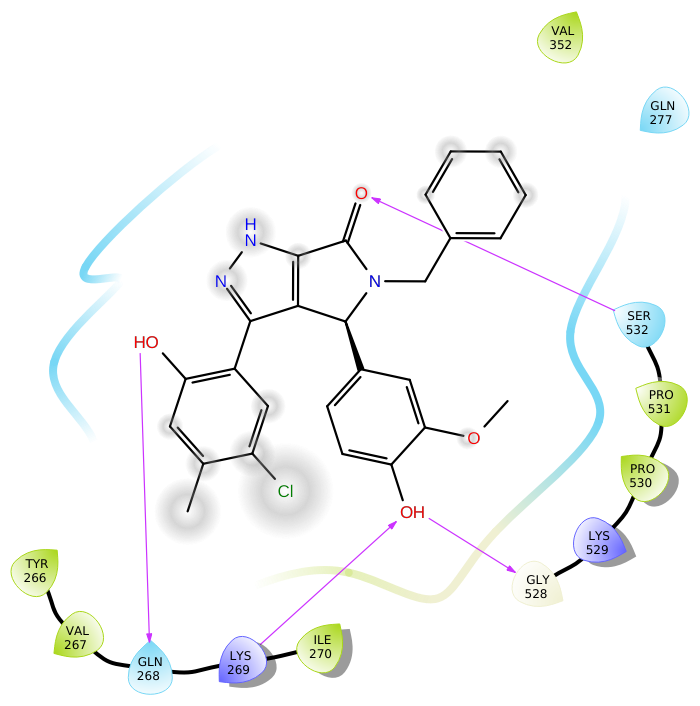 VAL
352
GLN
277
O
H
N
N
N
SER
532
HO
PRO
531
O
PRO
530
Cl
OH
LYS
529
TYR
266
GLY
528
VAL
267
ILE
270
GLN
268
LYS
269